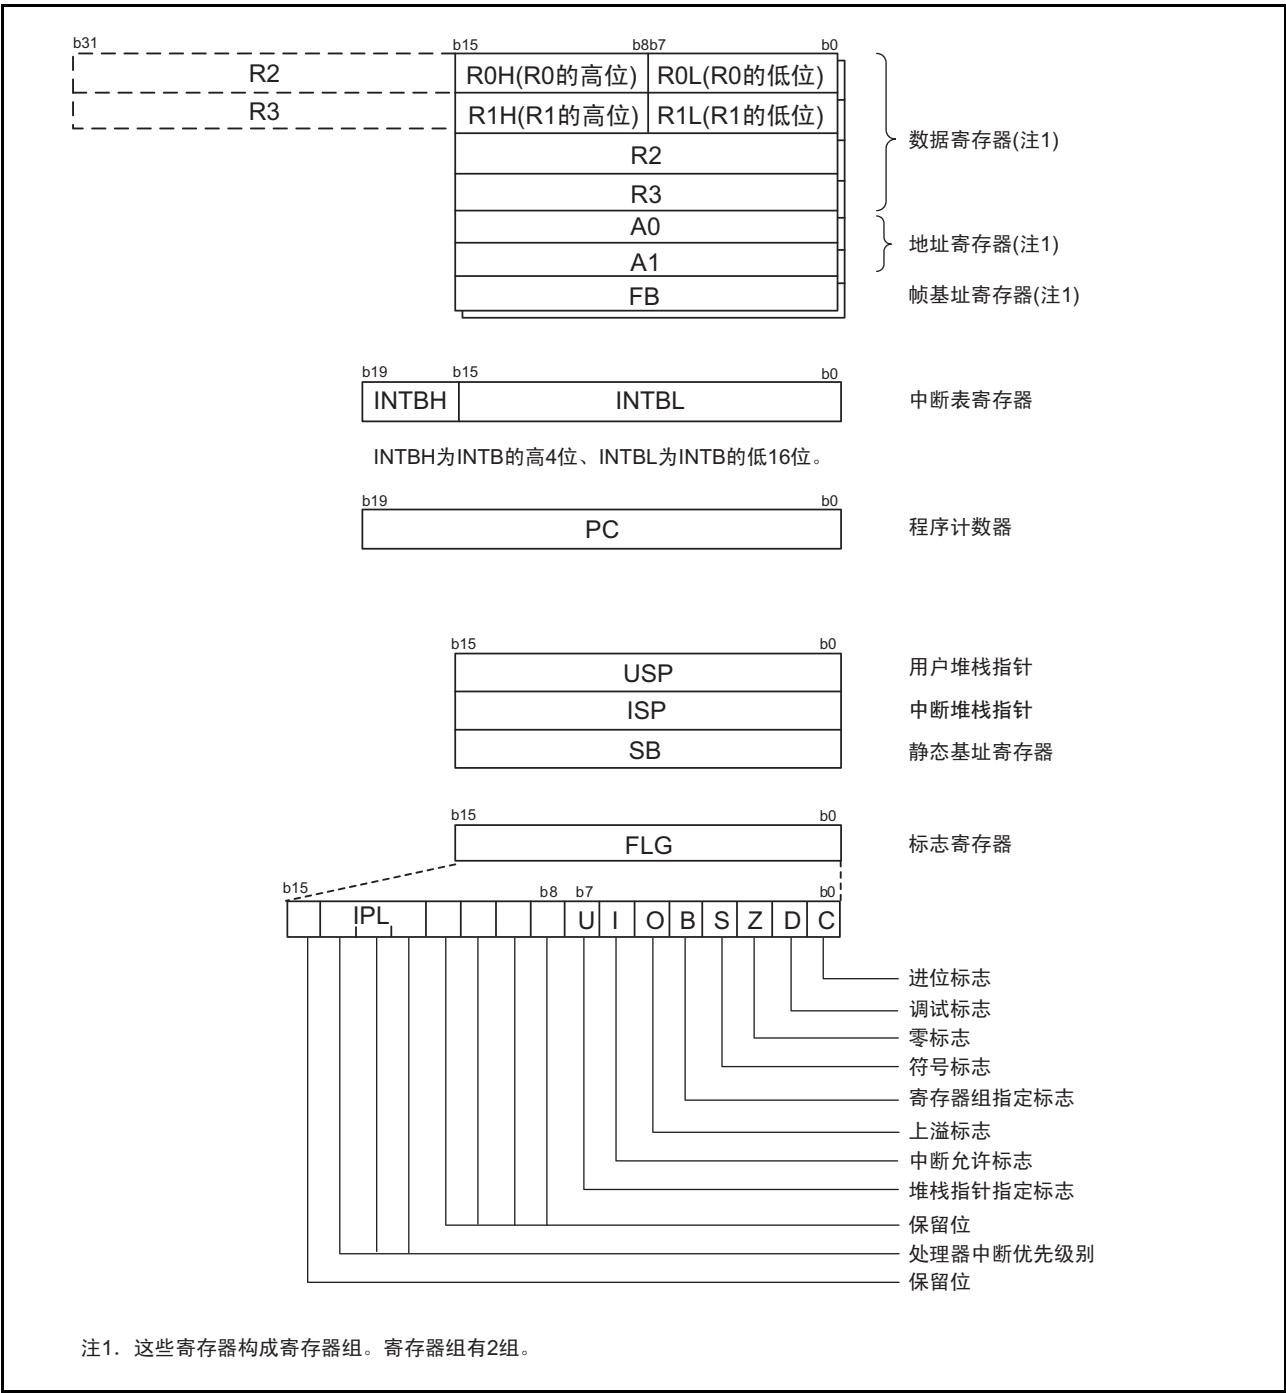 b31 b15 b8b7 b0
R2 R0H(R0的高位) R0L(R0的低位)
R3 R1H(R1的高位) R1L(R1的低位)
数据寄存器(注1)
R2
R3
A0
地址寄存器(注1)
A1
FB 帧基址寄存器(注1)
b19 b15 b0
INTBH INTBL 中断表寄存器
INTBH为INTB的高4位、INTBL为INTB的低16位。
b19 b0
PC 程序计数器
b15 b0
USP 用户堆栈指针
ISP 中断堆栈指针
SB 静态基址寄存器
b15 b0
FLG 标志寄存器
b15 b8 b7 b0
IPL U I O B S Z D C
进位标志
调试标志
零标志
符号标志
寄存器组指定标志
上溢标志
中断允许标志
堆栈指针指定标志
保留位
处理器中断优先级别
保留位
注1. 这些寄存器构成寄存器组。寄存器组有2组。